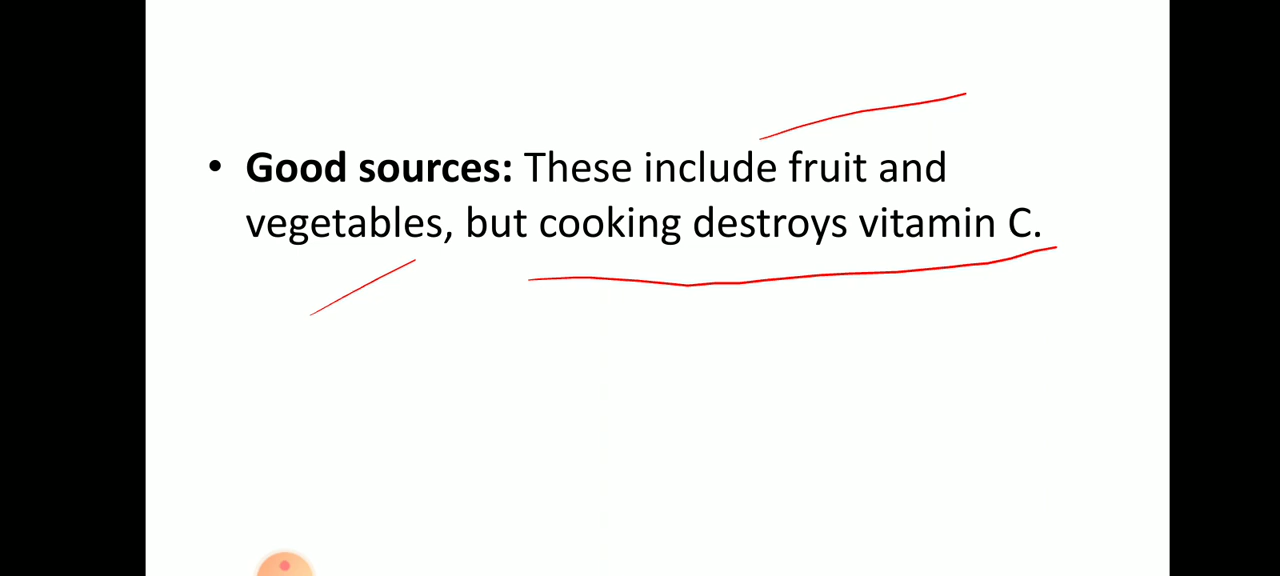 • Good sources: These include fruit and
vegetables, but cooking destroys vitamin C.